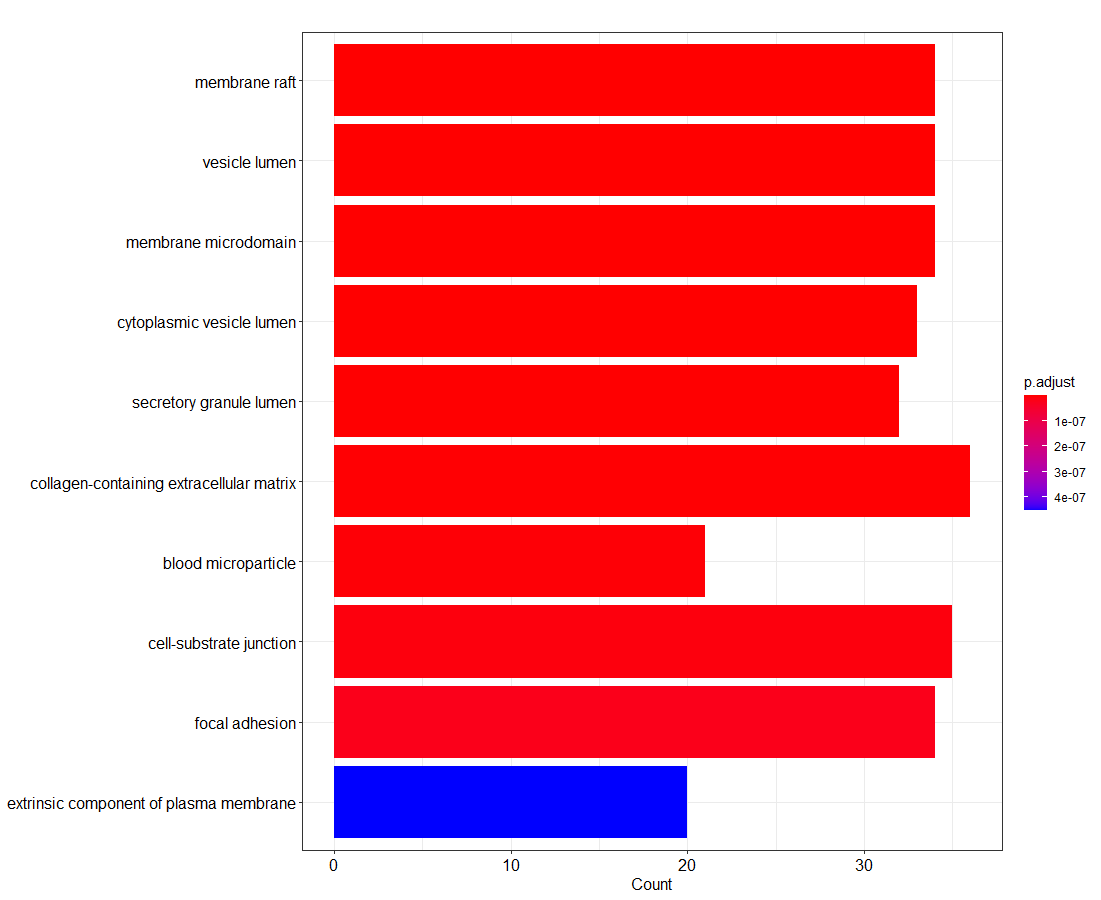 membrane raft
vesicle lumen
membrane microdomain
cytoplasmic vesicle lumen
secretory granule lumen
collagen-containing extracellular matrix
blood microparticle
cell-substrate junction
focal adhesion
extrinsic component of plasma membrane
0 10 20 30
Count
p.adjust
1e-07
2e-07
3e-07
4e-07